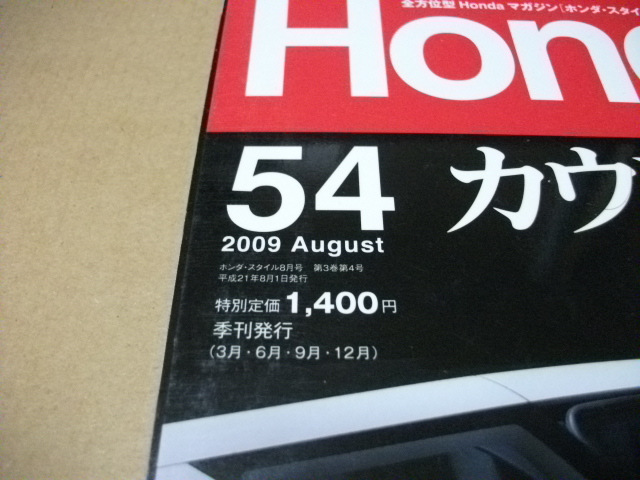 全方位型 Honda マガジン［ホンダ・スタイ
Hon
54
カヴ
2009 August
ホンダ・スタイル8月号 第3巻第4号
平成21年8月1日発行
特別定価 1,400円
季刊発行
（3月・6月・9月・12月）